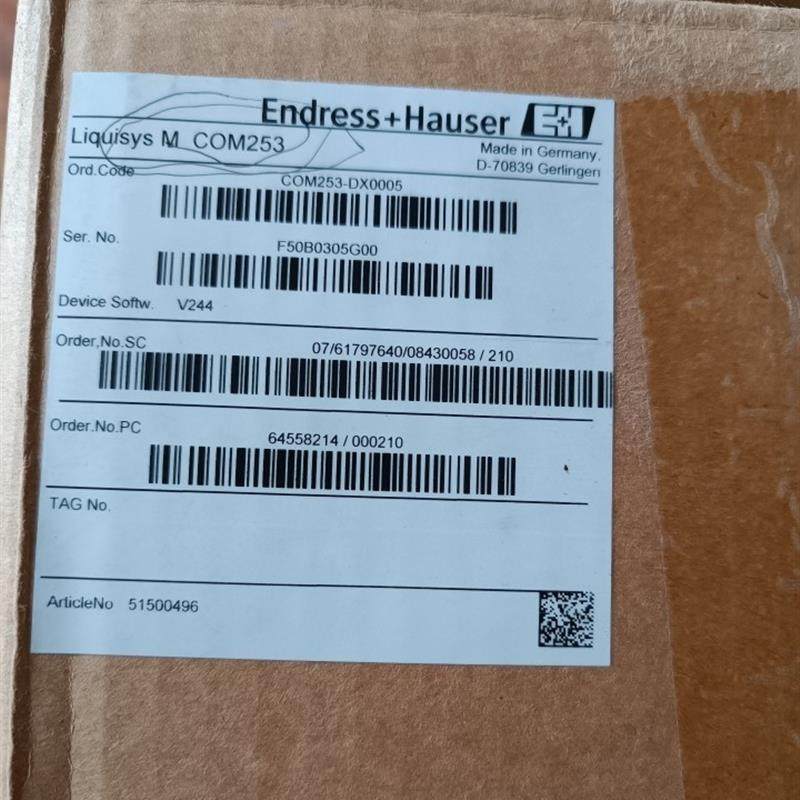 Endress+Hauser E+H
Liquisys M COM253
Made in Germany.
D-70839 Gerlingen
Ord.Code
COM253-DX0005
Ser. No.
F50B0305G00
Device Softw. V244
Order.No.SC
07/61797640/08430058 / 210
Order.No.PC
64558214 / 000210
TAG No.
ArticleNo 51500496